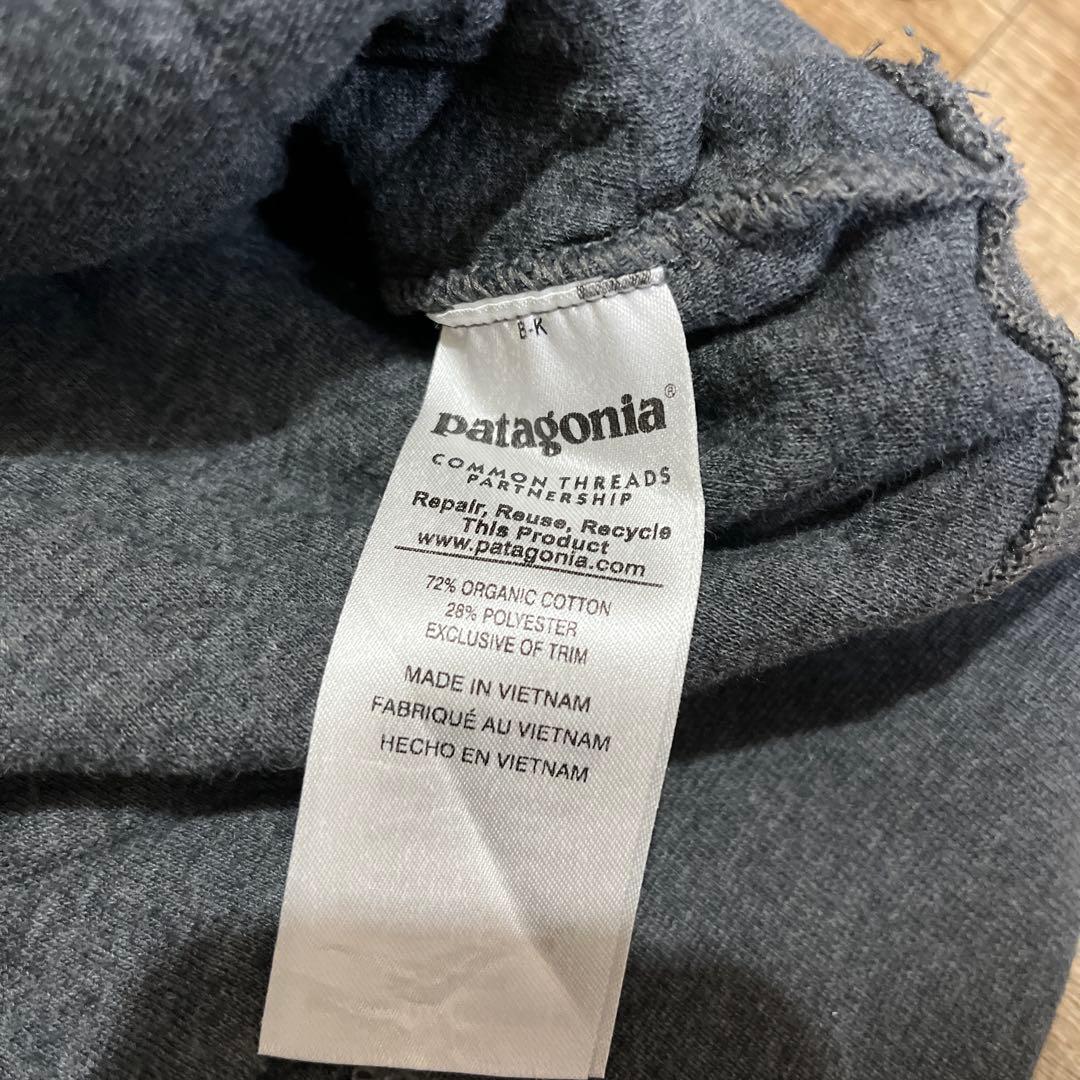 B-K
patagonia®
COMMON THREADS
PARTNERSHIP
Repair, Reuse, Recycle
This Product
www.patagonia.com
72% ORGANIC COTTON
28% POLYESTER
EXCLUSIVE OF TRIM
MADE IN VIETNAM
FABRIQUÉ AU VIETNAM
HECHO EN VIETNAM